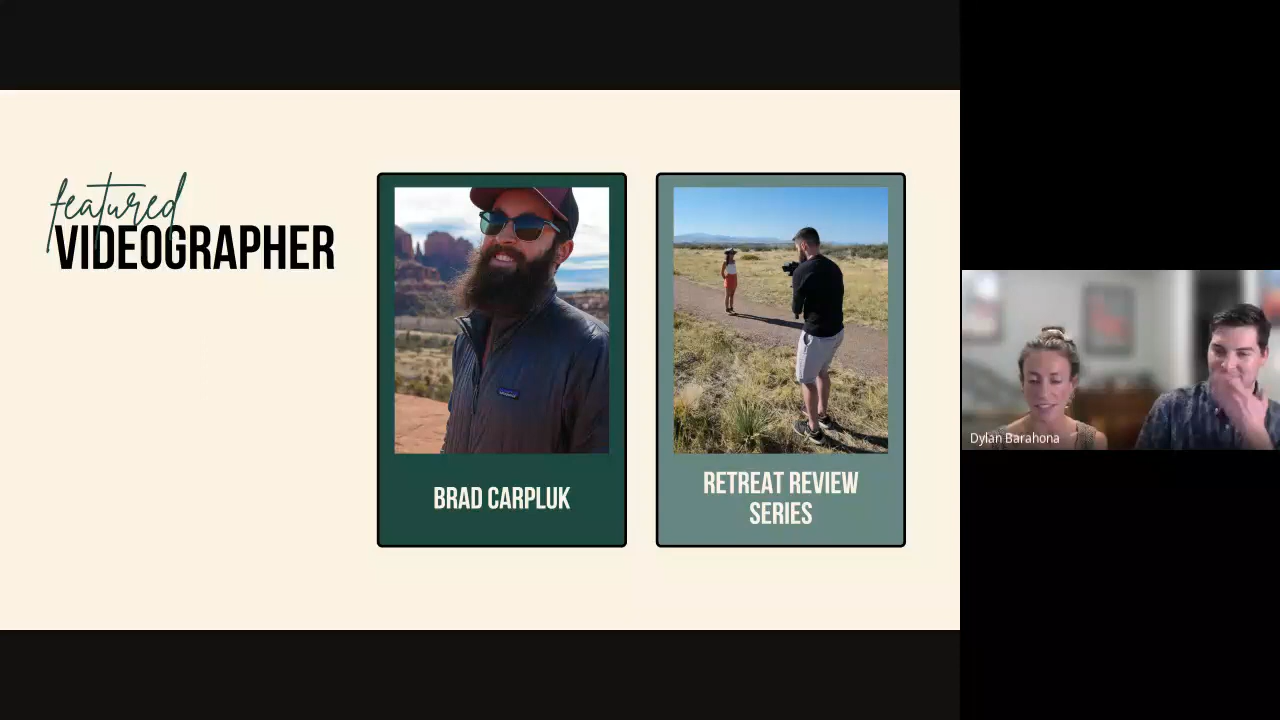 featured
VIDEOGRAPHER
BRAD CARPLUK
RETREAT REVIEW
SERIES
Dylan Barahona